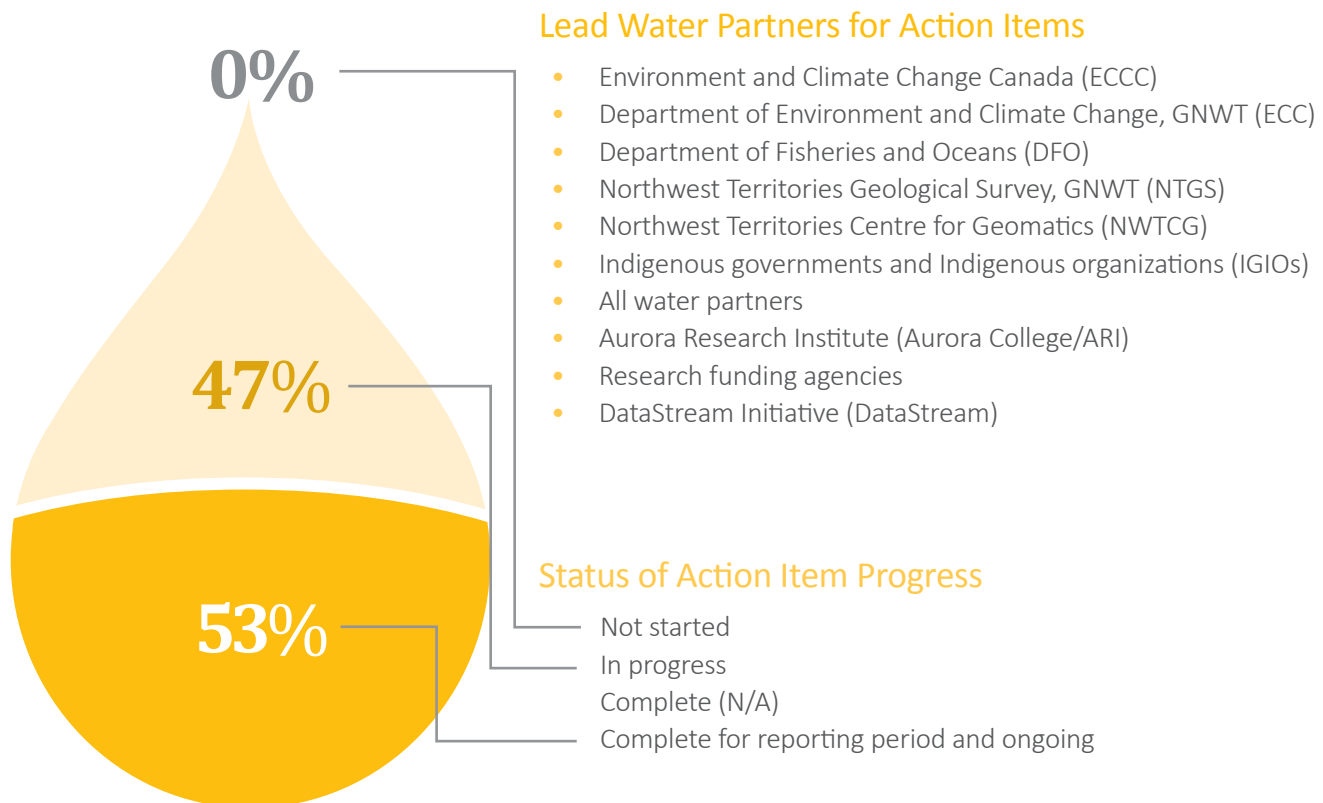 0%
47%
53%
Lead Water Partners for Action Items
• Environment and Climate Change Canada (ECCC)
• Department of Environment and Climate Change, GNWT (ECC)
• Department of Fisheries and Oceans (DFO)
• Northwest Territories Geological Survey, GNWT (NTGS)
• Northwest Territories Centre for Geomatics (NWTCG)
• Indigenous governments and Indigenous organizations (IGIOs)
• All water partners
• Aurora Research Institute (Aurora College/ARI)
• Research funding agencies
• DataStream Initiative (DataStream)
Status of Action Item Progress
Not started
In progress
Complete (N/A)
Complete for reporting period and ongoing